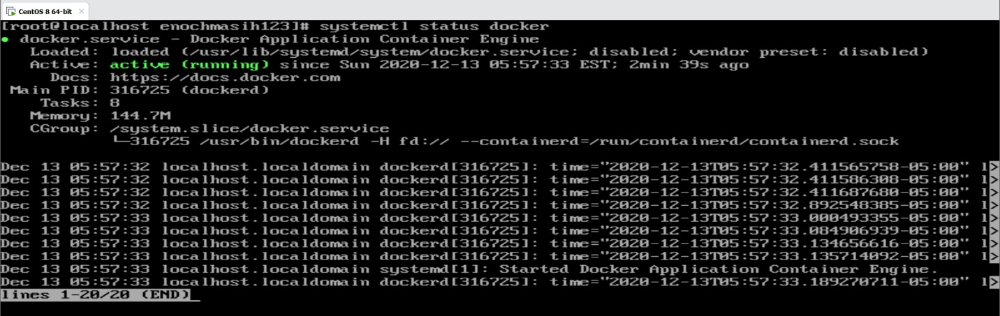 CentOS 8 64-bit ×
[root@localhost enochmasih123]# systemctl status docker
● docker.service - Docker Application Container Engine
Loaded: loaded (/usr/lib/systemd/system/docker.service; disabled; vendor preset: disabled)
Active: active (running) since Sun 2020-12-13 05:57:33 EST; 2min 39s ago
Docs: https://docs.docker.com
Main PID: 316725 (dockerd)
Tasks: 8
Memory: 144.7M
CGroup: /system.slice/docker.service
└─316725 /usr/bin/dockerd -H fd:// --containerd=/run/containerd/containerd.sock
Dec 13 05:57:32 localhost.localdomain dockerd[316725]: time="2020-12-13T05:57:32.411565758-05:00" l>
Dec 13 05:57:32 localhost.localdomain dockerd[316725]: time="2020-12-13T05:57:32.411586308-05:00" l>
Dec 13 05:57:32 localhost.localdomain dockerd[316725]: time="2020-12-13T05:57:32.411687680-05:00" l>
Dec 13 05:57:32 localhost.localdomain dockerd[316725]: time="2020-12-13T05:57:32.892548385-05:00" l>
Dec 13 05:57:33 localhost.localdomain dockerd[316725]: time="2020-12-13T05:57:33.000493355-05:00" l>
Dec 13 05:57:33 localhost.localdomain dockerd[316725]: time="2020-12-13T05:57:33.084906939-05:00" l>
Dec 13 05:57:33 localhost.localdomain dockerd[316725]: time="2020-12-13T05:57:33.134656616-05:00" l>
Dec 13 05:57:33 localhost.localdomain dockerd[316725]: time="2020-12-13T05:57:33.135714092-05:00" l>
Dec 13 05:57:33 localhost.localdomain systemd[1]: Started Docker Application Container Engine.
Dec 13 05:57:33 localhost.localdomain dockerd[316725]: time="2020-12-13T05:57:33.189270711-05:00" l>
lines 1-20/20 (END)